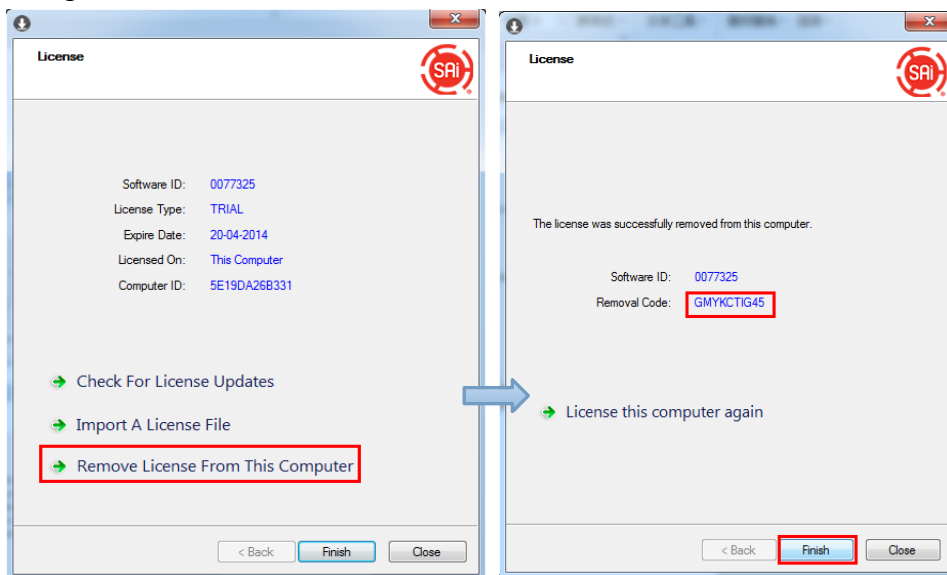 License
SAi
Software ID: 0077325
License Type: TRIAL
Expire Date: 20-04-2014
Licensed On: This Computer
Computer ID: 5E19DA26B331
Check For License Updates
Import A License File
Remove License From This Computer
< Back Finish Close
License
SAi
The license was successfully removed from this computer.
Software ID: 0077325
Removal Code: GMYKCTIG45
License this computer again
< Back Finish Close